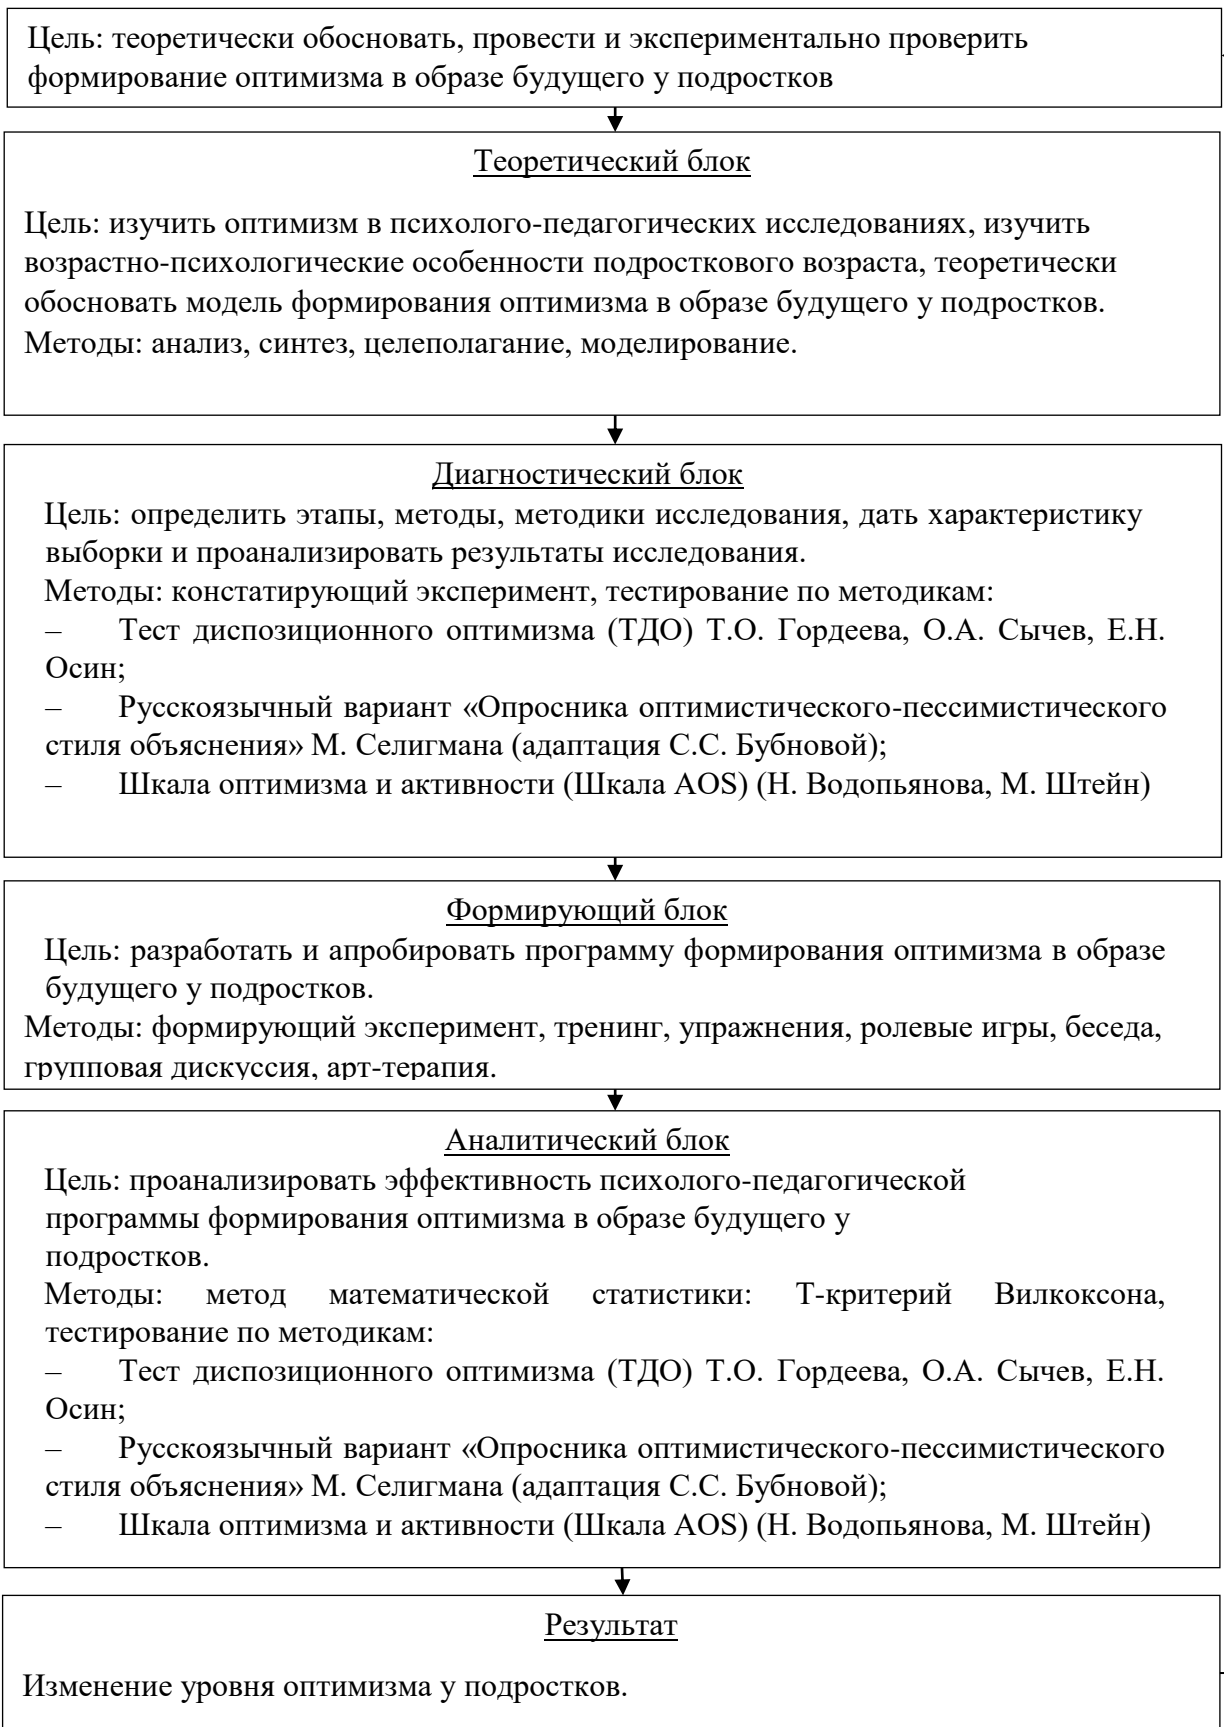 Цель: теоретически обосновать, провести и экспериментально проверить
формирование оптимизма в образе будущего у подростков
Теоретический блок
Цель: изучить оптимизм в психолого-педагогических исследованиях, изучить
возрастно-психологические особенности подросткового возраста, теоретически
обосновать модель формирования оптимизма в образе будущего у подростков.
Методы: анализ, синтез, целеполагание, моделирование.
Диагностический блок
Цель: определить этапы, методы, методики исследования, дать характеристику
выборки и проанализировать результаты исследования.
Методы: констатирующий эксперимент, тестирование по методикам:
– Тест диспозиционного оптимизма (ТДО) Т.О. Гордеева, О.А. Сычев, Е.Н.
Осин;
– Русскоязычный вариант «Опросника оптимистического-пессимистического
стиля объяснения» М. Селигмана (адаптация С.С. Бубновой);
– Шкала оптимизма и активности (Шкала AOS) (Н. Водопьянова, М. Штейн)
Формирующий блок
Цель: разработать и апробировать программу формирования оптимизма в образе
будущего у подростков.
Методы: формирующий эксперимент, тренинг, упражнения, ролевые игры, беседа,
групповая дискуссия, арт-терапия.
Аналитический блок
Цель: проанализировать эффективность психолого-педагогической
программы формирования оптимизма в образе будущего у
подростков.
Методы: метод математической статистики: Т-критерий Вилкоксона,
тестирование по методикам:
– Тест диспозиционного оптимизма (ТДО) Т.О. Гордеева, О.А. Сычев, Е.Н.
Осин;
– Русскоязычный вариант «Опросника оптимистического-пессимистического
стиля объяснения» М. Селигмана (адаптация С.С. Бубновой);
– Шкала оптимизма и активности (Шкала AOS) (Н. Водопьянова, М. Штейн)
Результат
Изменение уровня оптимизма у подростков.